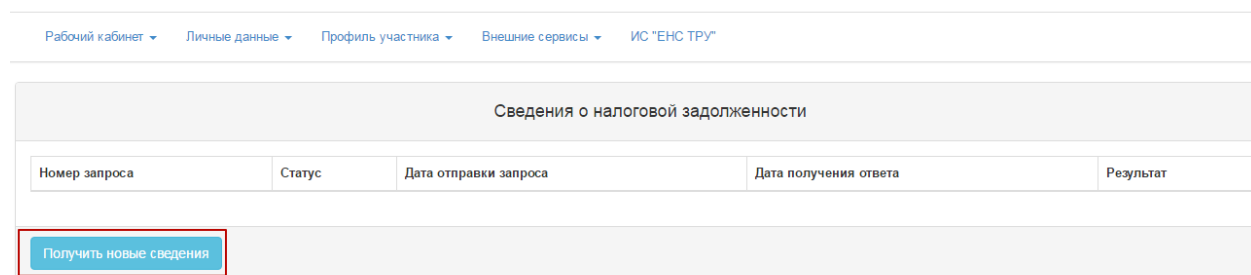 Рабочий кабинет Личные данные Профиль участника Внешние сервисы ИС "ЕНС ТРУ"
Сведения о налоговой задолженности
Номер запроса Статус Дата отправки запроса Дата получения ответа Результат
Получить новые сведения